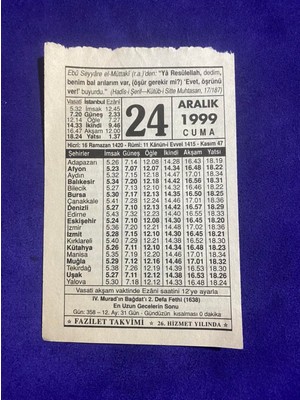 Ebû Seyyâre el-Müttakî (r.a.)'den: "Yâ Resûlellah, dedim,
benim bal arılarım var, (öşür gerekir mi?) 'Evet, öşrünü
ver!' buyurdu." (Hadîs-i Şerîf—Kütüb-i Sitte Muhtasarı, 17/187)
Vasati İstanbul Ezâni
5.32 İmsak 12.45
7.20 Güneş 2.33
12.14 Öğle 7.27
14.33 İkindi 9.46
16.47 Akşam 12.00
18.24 Yatsı 1.37
24
ARALIK
1999
CUMA
Hicrî: 16 Ramazan 1420 - Rûmî: 11 Kânûn-i Evvel 1415 - Kasım 47
Şehirler İmsak Güneş Öğle İkindi Akşam Yatsı
Adapazarı 5.26 7.14 12.08 14.28 16.43 18.19
Afyon 5.23 7.07 12.07 14.34 16.48 18.22
Aydın 5.32 7.15 12.18 14.47 17.01 18.34
Balıkesir 5.34 7.20 12.18 14.42 16.56 18.31
Bilecik 5.27 7.13 12.10 14.32 16.46 18.22
Bursa 5.30 7.17 12.13 14.35 16.50 18.25
Çanakkale 5.41 7.28 12.24 14.46 17.01 18.36
Denizli 5.27 7.10 12.13 14.42 16.57 18.29
Edirne 5.43 7.32 12.23 14.40 16.55 18.33
Eskişehir 5.24 7.10 12.08 14.30 16.45 18.20
İzmir 5.36 7.20 12.21 14.48 17.02 18.36
İzmit 5.28 7.15 12.10 14.30 16.45 18.21
Kırklareli 5.40 7.29 12.21 14.38 16.52 18.30
Kütahya 5.26 7.11 12.10 14.34 16.48 18.23
Manisa 5.35 7.19 12.20 14.46 17.01 18.34
Muğla 5.29 7.12 12.16 14.46 17.01 18.32
Tekirdağ 5.38 7.26 12.19 14.38 16.53 18.30
Uşak 5.27 7.11 12.12 14.38 16.53 18.26
Yalova 5.30 7.18 12.12 14.33 16.48 18.24
Vasati akşam vaktinde Ezâni saatini 12'ye ayarla
IV. Murad'ın Bağdat'ı 2. Defa Fethi (1638)
En Uzun Gecelerin Sonu
Gün: 358 – 12. Ay: 31 Gün - Gündüzün kısalması 0 dakika
★ FAZİLET TAKVİMİ ★ 26. HİZMET YILINDA ★